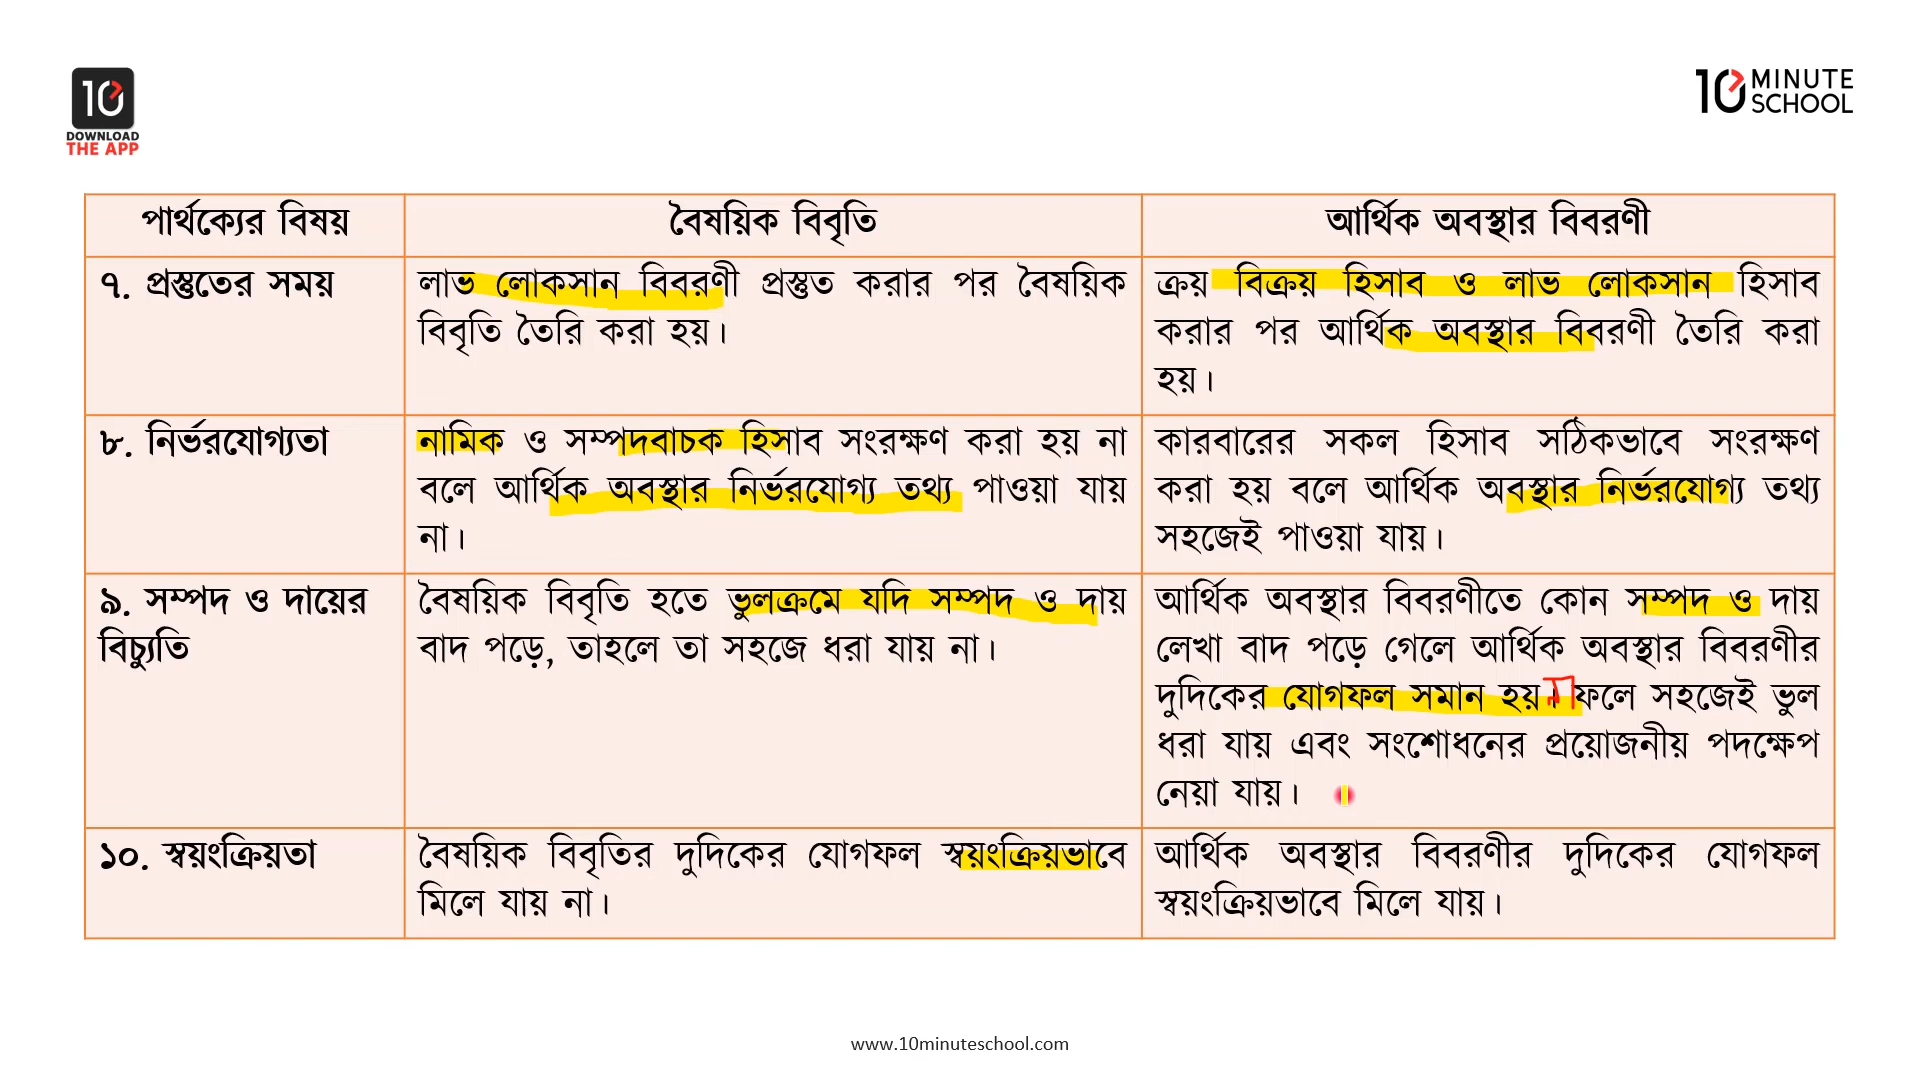 10
DOWNLOAD
THE APP
10 MINUTE
SCHOOL
পার্থক্যের বিষয়
বৈষয়িক বিবৃতি
আর্থিক অবস্থার বিবরণী
৭. প্রস্তুতের সময়
লাভ লোকসান বিবরণী প্রস্তুত করার পর বৈষয়িক
বিবৃতি তৈরি করা হয়।
ক্রয় বিক্রয় হিসাব ও লাভ লোকসান হিসাব
করার পর আর্থিক অবস্থার বিবরণী তৈরি করা
হয়।
৮. নির্ভরযোগ্যতা
নামিক ও সম্পদবাচক হিসাব সংরক্ষণ করা হয় না
বলে আর্থিক অবস্থার নির্ভরযোগ্য তথ্য পাওয়া যায়
না।
কারবারের সকল হিসাব সঠিকভাবে সংরক্ষণ
করা হয় বলে আর্থিক অবস্থার নির্ভরযোগ্য তথ্য
সহজেই পাওয়া যায়।
৯. সম্পদ ও দায়ের
বিচ্যুতি
বৈষয়িক বিবৃতি হতে ভুলক্রমে যদি সম্পদ ও দায়
বাদ পড়ে, তাহলে তা সহজে ধরা যায় না।
আর্থিক অবস্থার বিবরণীতে কোন সম্পদ ও দায়
লেখা বাদ পড়ে গেলে আর্থিক অবস্থার বিবরণীর
দুদিকের যোগফল সমান হয় না ফলে সহজেই ভুল
ধরা যায় এবং সংশোধনের প্রয়োজনীয় পদক্ষেপ
নেয়া যায়।
১০. স্বয়ংক্রিয়তা
বৈষয়িক বিবৃতির দুদিকের যোগফল স্বয়ংক্রিয়ভাবে
মিলে যায় না।
আর্থিক অবস্থার বিবরণীর দুদিকের যোগফল
স্বয়ংক্রিয়ভাবে মিলে যায়।
www.10minuteschool.com